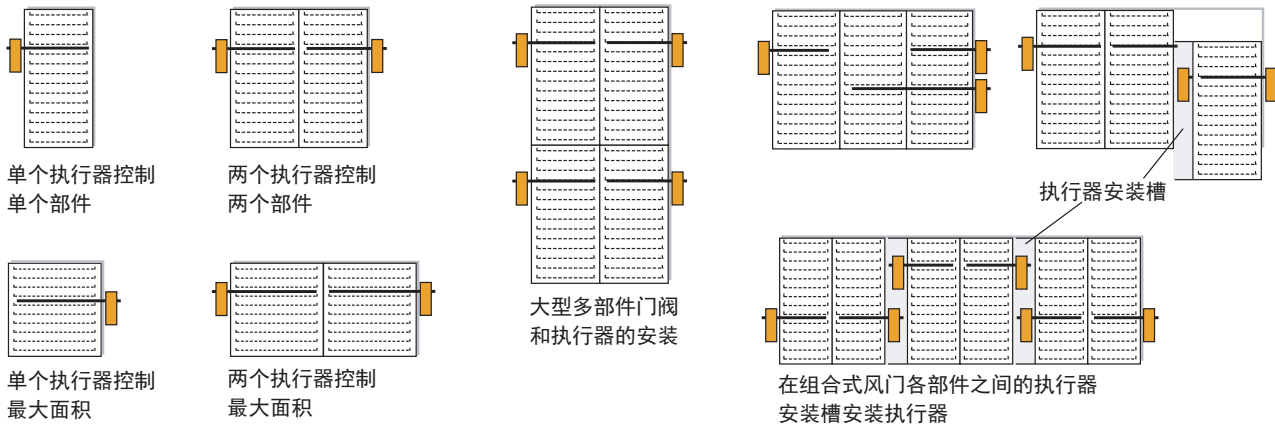 单个执行器控制
单个部件
两个执行器控制
两个部件
单个执行器控制
最大面积
两个执行器控制
最大面积
大型多部件门阀
和执行器的安装
执行器安装槽
在组合式风门各部件之间的执行器
安装槽安装执行器